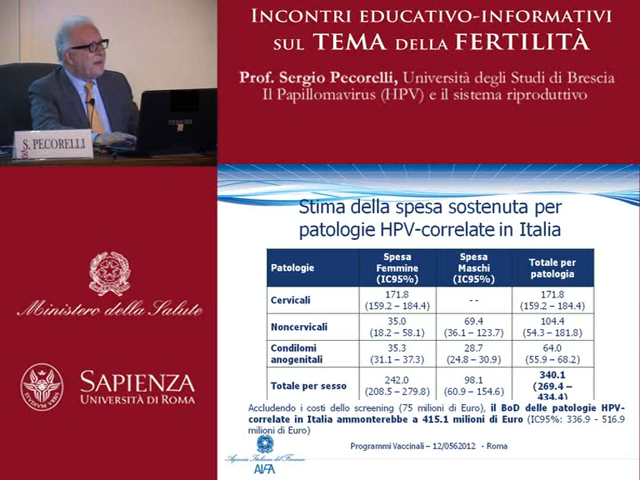 INCONTRI EDUCATIVO-INFORMATIVI
SUL TEMA DELLA FERTILITÀ
Prof. Sergio Pecorelli, Università degli Studi di Brescia
Il Papillomavirus (HPV) e il sistema riproduttivo
TOSHIBA
S. PECORELLI
Ministero della Salute
SAPIENZA
UNIVERSITÀ DI ROMA
Stima della spesa sostenuta per
patologie HPV-correlate in Italia
Patologie
Spesa
Femmine
(IC95%)
Spesa
Maschi
(IC95%)
Totale per
patologia
Cervicali
171.8
(159.2 – 184.4)
- -
171.8
(159.2 – 184.4)
Noncervicali
35.0
(18.2 – 58.1)
69.4
(36.1 – 123.7)
104.4
(54.3 – 181.8)
Condilomi
anogenitali
35.3
(31.1 – 37.3)
28.7
(24.8 – 30.9)
64.0
(55.9 – 68.2)
Totale per sesso
242.0
(208.5 – 279.8)
98.1
(60.9 – 154.6)
340.1
(269.4 –
434.4)
Accludendo i costi dello screening (75 milioni di Euro), il BoD delle patologie HPV-
correlate in Italia ammonterebbe a 415.1 milioni di Euro (IC95%: 336.9 - 516.9
milioni di Euro)
Agenzia Italiana del Farmaco
AIFA
Programmi Vaccinali – 12/0562012 - Roma